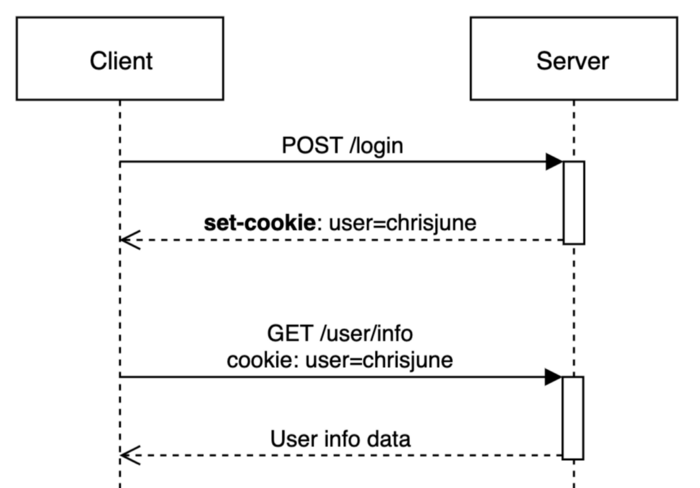 Client
Server
POST /login
set-cookie: user=chrisjune
GET /user/info
cookie: user=chrisjune
User info data